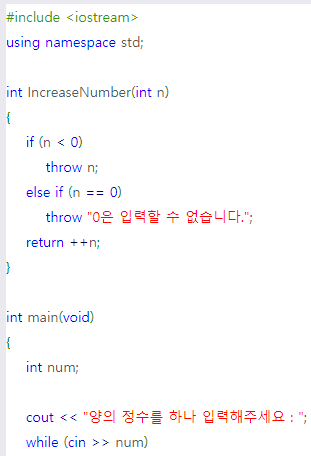 #include <iostream>
using namespace std;
int IncreaseNumber(int n)
{
if (n < 0)
throw n;
else if (n == 0)
throw "0은 입력할 수 없습니다.";
return ++n;
}
int main(void)
{
int num;
cout << "양의 정수를 하나 입력해주세요 : ";
while (cin >> num)